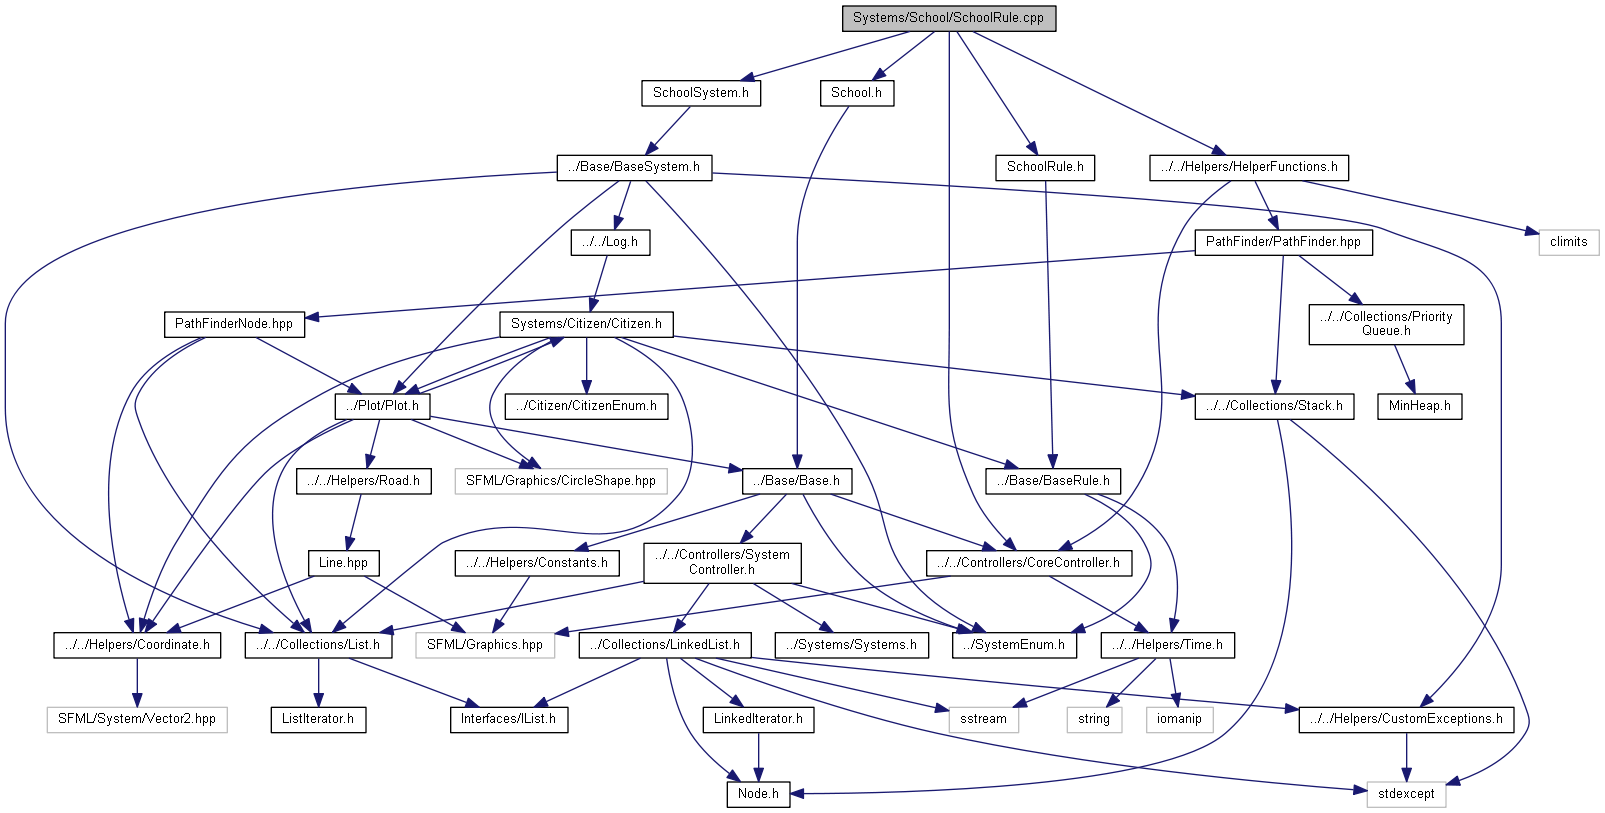 Systems/School/SchoolRule.cpp
SchoolSystem.h
School.h
../Base/BaseSystem.h
SchoolRule.h
../../Helpers/HelperFunctions.h
../../Log.h
PathFinder/PathFinder.hpp
climits
PathFinderNode.hpp
Systems/Citizen/Citizen.h
../../Collections/Priority
Queue.h
../Plot/Plot.h
../Citizen/CitizenEnum.h
../../Collections/Stack.h
MinHeap.h
../../Helpers/Road.h
SFML/Graphics/CircleShape.hpp
../Base/Base.h
../Base/BaseRule.h
Line.hpp
../../Helpers/Constants.h
../../Controllers/System
Controller.h
../../Controllers/CoreController.h
../../Helpers/Coordinate.h
../../Collections/List.h
SFML/Graphics.hpp
../Collections/LinkedList.h
../Systems/Systems.h
../SystemEnum.h
../../Helpers/Time.h
SFML/System/Vector2.hpp
ListIterator.h
Interfaces/IList.h
LinkedIterator.h
sstream
string
iomanip
../../Helpers/CustomExceptions.h
Node.h
stdexcept